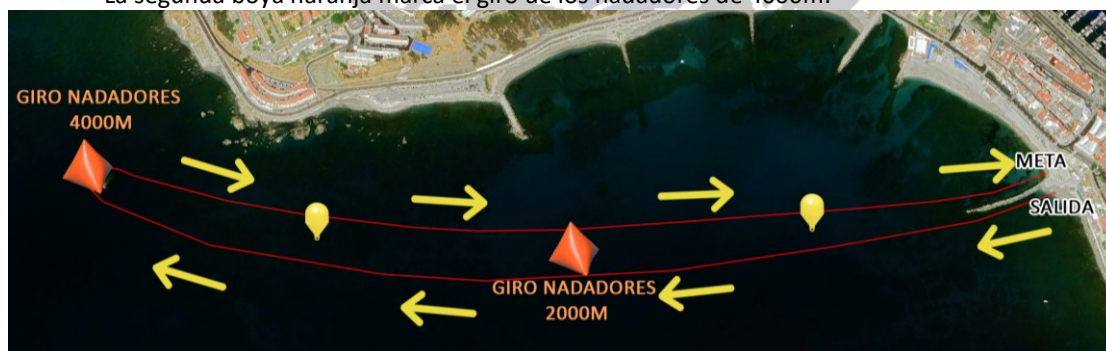 La segunda boya naranja marca el giro de los nadadores de 4000m.
GIRO NADADORES
4000M
META
SALIDA
GIRO NADADORES
2000M